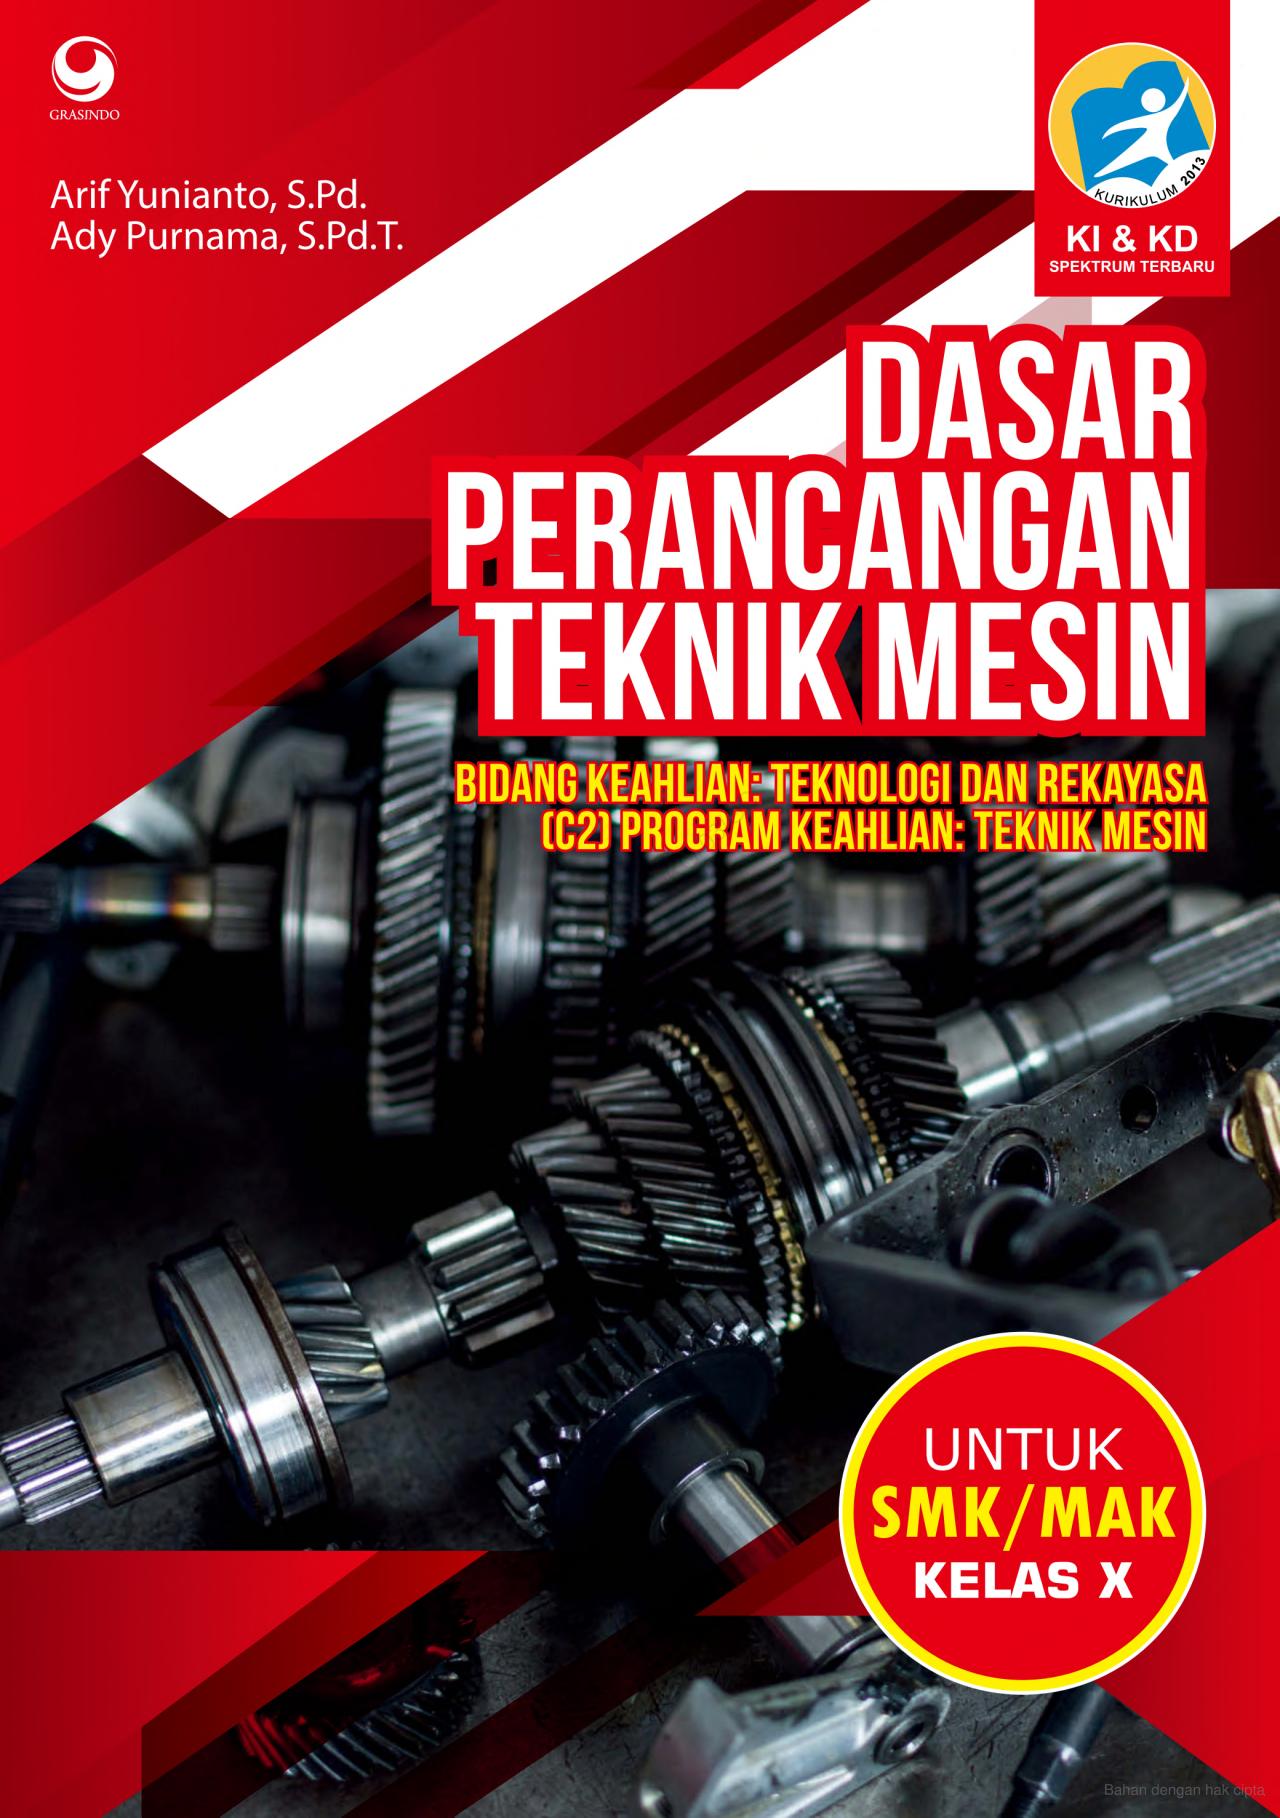 GRASINDO
Arif Yunianto, S.Pd.
Ady Purnama, S.Pd.T.
KURIKULUM 2013
KI & KD
SPEKTRUM TERBARU
DASAR
PERANCANGAN
TEKNIK MESIN
BIDANG KEAHLIAN: TEKNOLOGI DAN REKAYASA
(C2) PROGRAM KEAHLIAN: TEKNIK MESIN
UNTUK
SMK/MAK
KELAS X
Bahan dengan hak cipta